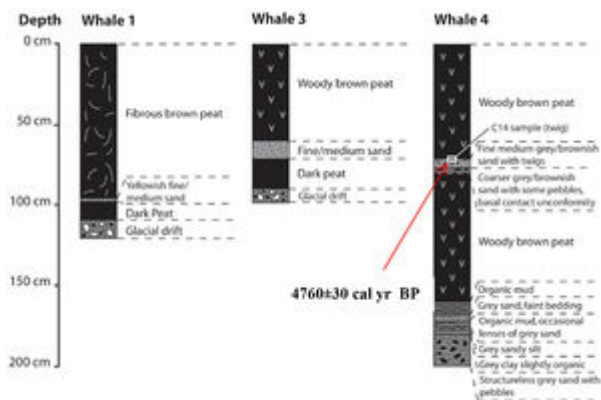 Depth
Whale 1
Whale 3
Whale 4
0 cm
50 cm
100 cm
150 cm
200 cm
Fibrous brown peat
Yellowish fine/
medium sand
Dark Peat
Glacial drift
Woody brown peat
Fine/medium sand
Dark peat
Glacial drift
Woody brown peat
C14 sample (twig)
Fine medium grey/brownish
sand with twigs
Coarser grey/brownish
sand with some pebbles,
basal contact unconformity
Woody brown peat
Organic mud
Grey sand, faint bedding
Organic mud, occasional
lenses of grey sand
Grey sandy silt
Grey clay slightly organic
Structureless grey sand with
pebbles
4760±30 cal yr BP